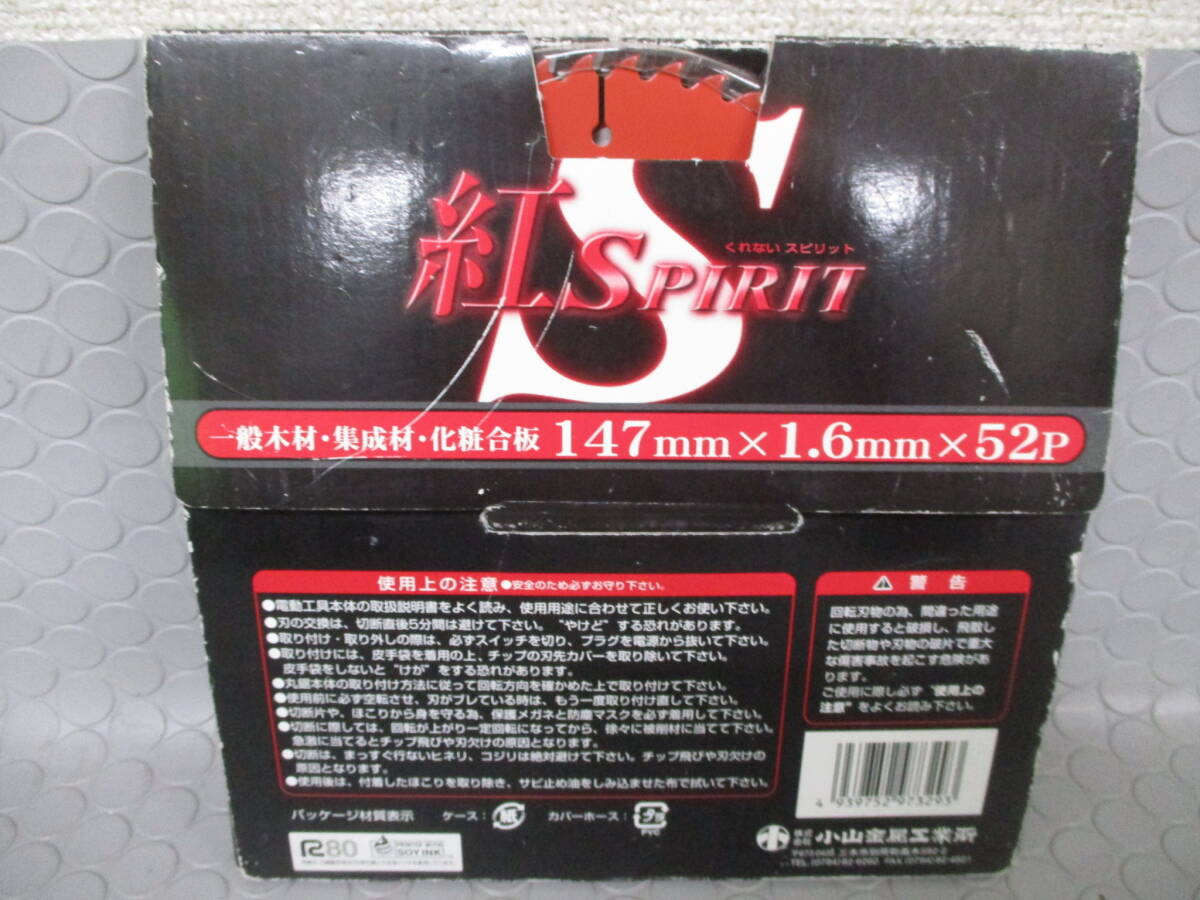 S
くれない スピリット
紅SPIRIT
一般木材・集成材・化粧合板 147mm×1.6mm×52P
使用上の注意 ●安全のため必ずお守り下さい。
●電動工具本体の取扱説明書をよく読み、使用用途に合わせて正しくお使い下さい。
●刃の交換は、切断直後5分間は避けて下さい。“やけど”する恐れがあります。
●取り付け・取り外しの際は、必ずスイッチを切り、プラグを電源から抜いて下さい。
●取り付けには、皮手袋を着用の上、チップの刃先カバーを取り除いて下さい。
皮手袋をしないと“けが”をする恐れがあります。
●丸鋸本体の取り付け方法に従って回転方向を確かめた上で取り付けて下さい。
●使用前に必ず空転させ、刃がブレている時は、もう一度取り付け直して下さい。
●切断片や、ほこりから身を守る為、保護メガネと防塵マスクを必ず着用して下さい。
●切断に際しては、回転が上がり一定回転になってから、徐々に被削材に当てて下さい。
急激に当てるとチップ飛びや刃欠けの原因となります。
●切断は、まっすぐ行ないヒネリ、コジリは絶対避けて下さい。チップ飛びや刃欠けの
原因となります。
●使用後は、付着したほこりを取り除き、サビ止め油をしみ込ませた布で拭いて下さい。
警告
回転刃物の為、間違った用途
に使用すると破損し、飛散し
た切断物や刃物の破片で重大
な傷害事故を起こす危険があ
ります。
ご使用に際し必ず“使用上の
注意”をよくお読み下さい。
4 939752 973293
パッケージ材質表示 ケース： 紙 カバーホース： PVC
R80
SOY INK
株式会社 小山金属工業所